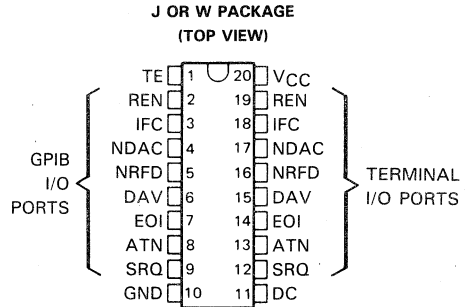 J OR W PACKAGE
(TOP VIEW)
TE 1 20 VCC
REN 2 19 REN
IFC 3 18 IFC
NDAC 4 17 NDAC
NRFD 5 16 NRFD
DAV 6 15 DAV
EOI 7 14 EOI
ATN 8 13 ATN
SRQ 9 12 SRQ
GND 10 11 DC
GPIB
I/O
PORTS
TERMINAL
I/O PORTS